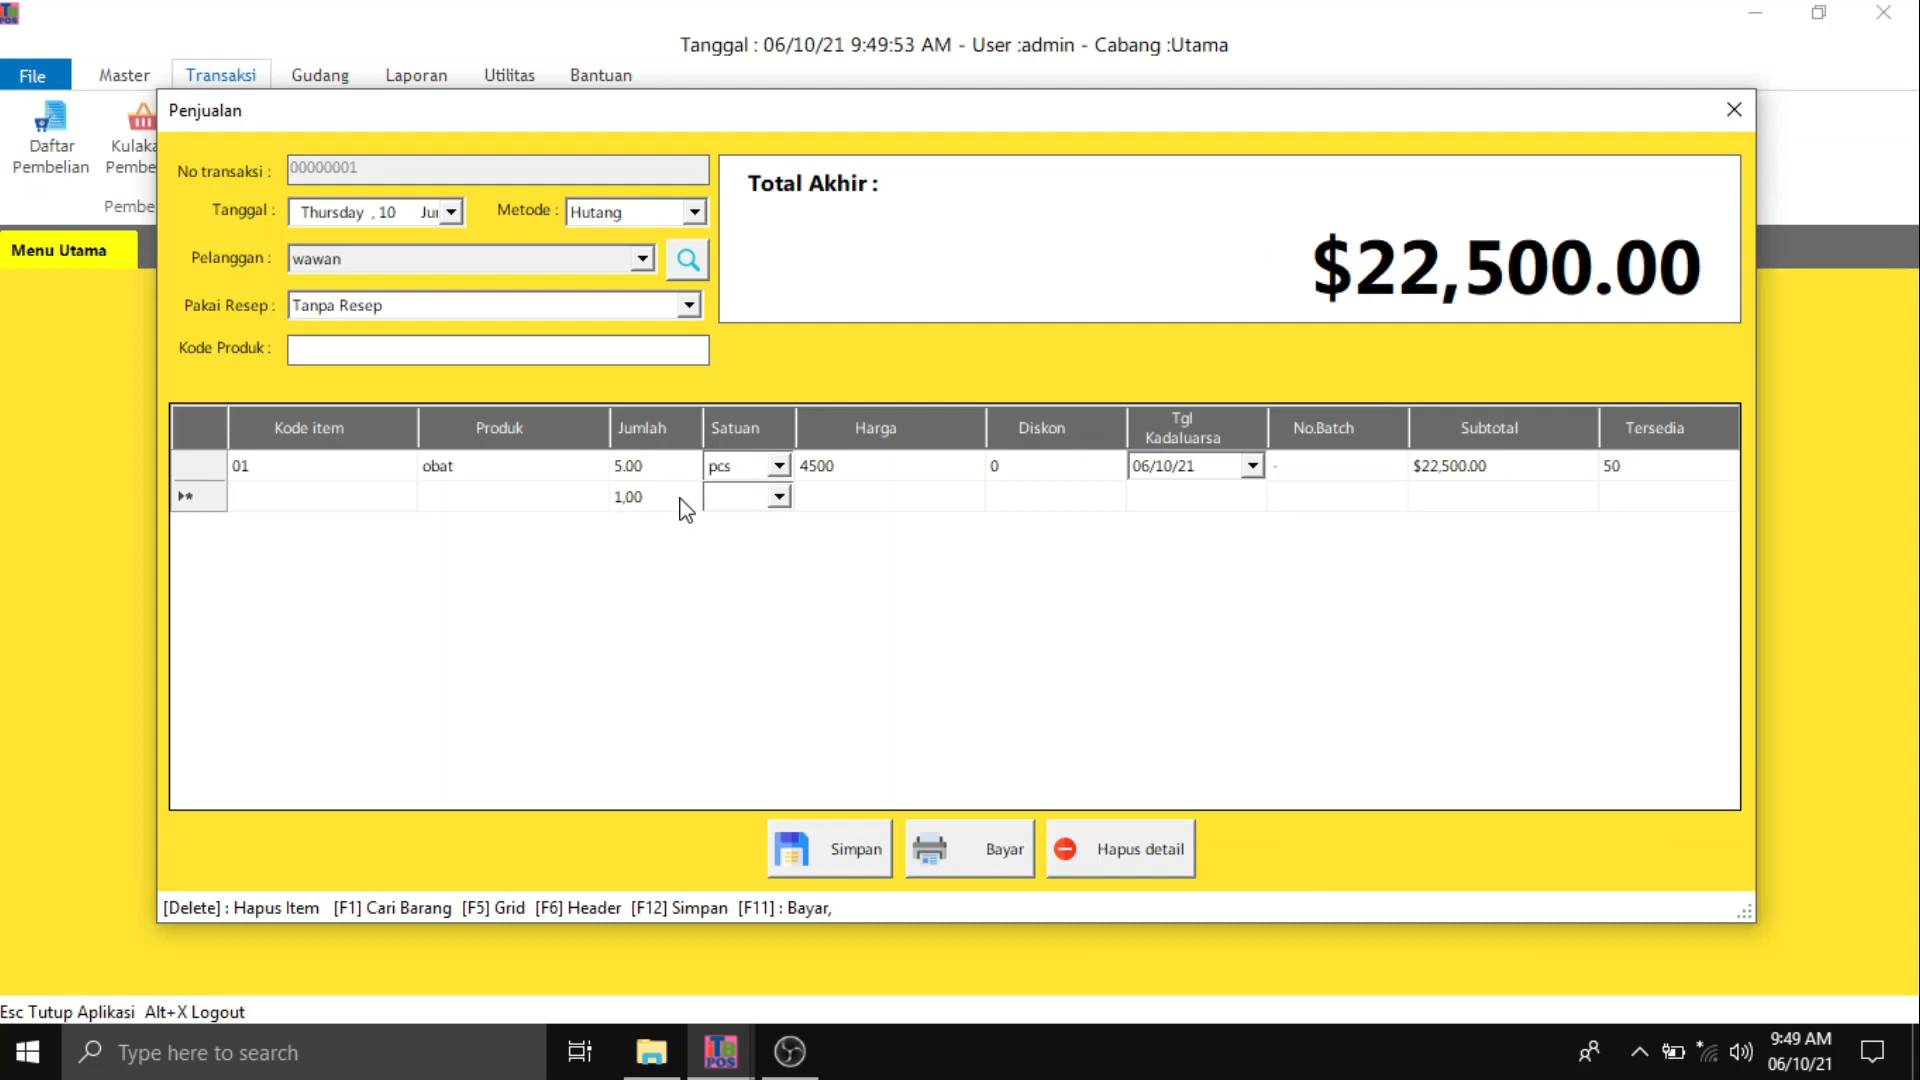 Tanggal : 06/10/21 9:49:53 AM - User :admin - Cabang :Utama
File Master Transaksi Gudang Laporan Utilitas Bantuan
Daftar
Pembelian
Kulaka
Pembe
Pembe
Menu Utama
Penjualan
No transaksi : 00000001
Tanggal : Thursday , 10 Jun Metode : Hutang
Pelanggan : wawan
Pakai Resep : Tanpa Resep
Kode Produk :
Total Akhir :
$22,500.00
Kode item Produk Jumlah Satuan Harga Diskon Tgl Kadaluarsa No.Batch Subtotal Tersedia
01 obat 5.00 pcs 4500 0 06/10/21 - $22,500.00 50
1,00
Simpan Bayar Hapus detail
[Delete] : Hapus Item [F1] Cari Barang [F5] Grid [F6] Header [F12] Simpan [F11] : Bayar,
Esc Tutup Aplikasi Alt+X Logout
Type here to search
9:49 AM
06/10/21